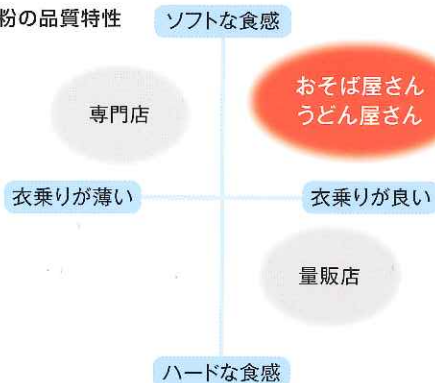 粉の品質特性
ソフトな食感
おそば屋さん
うどん屋さん
専門店
衣乗りが薄い
衣乗りが良い
量販店
ハードな食感